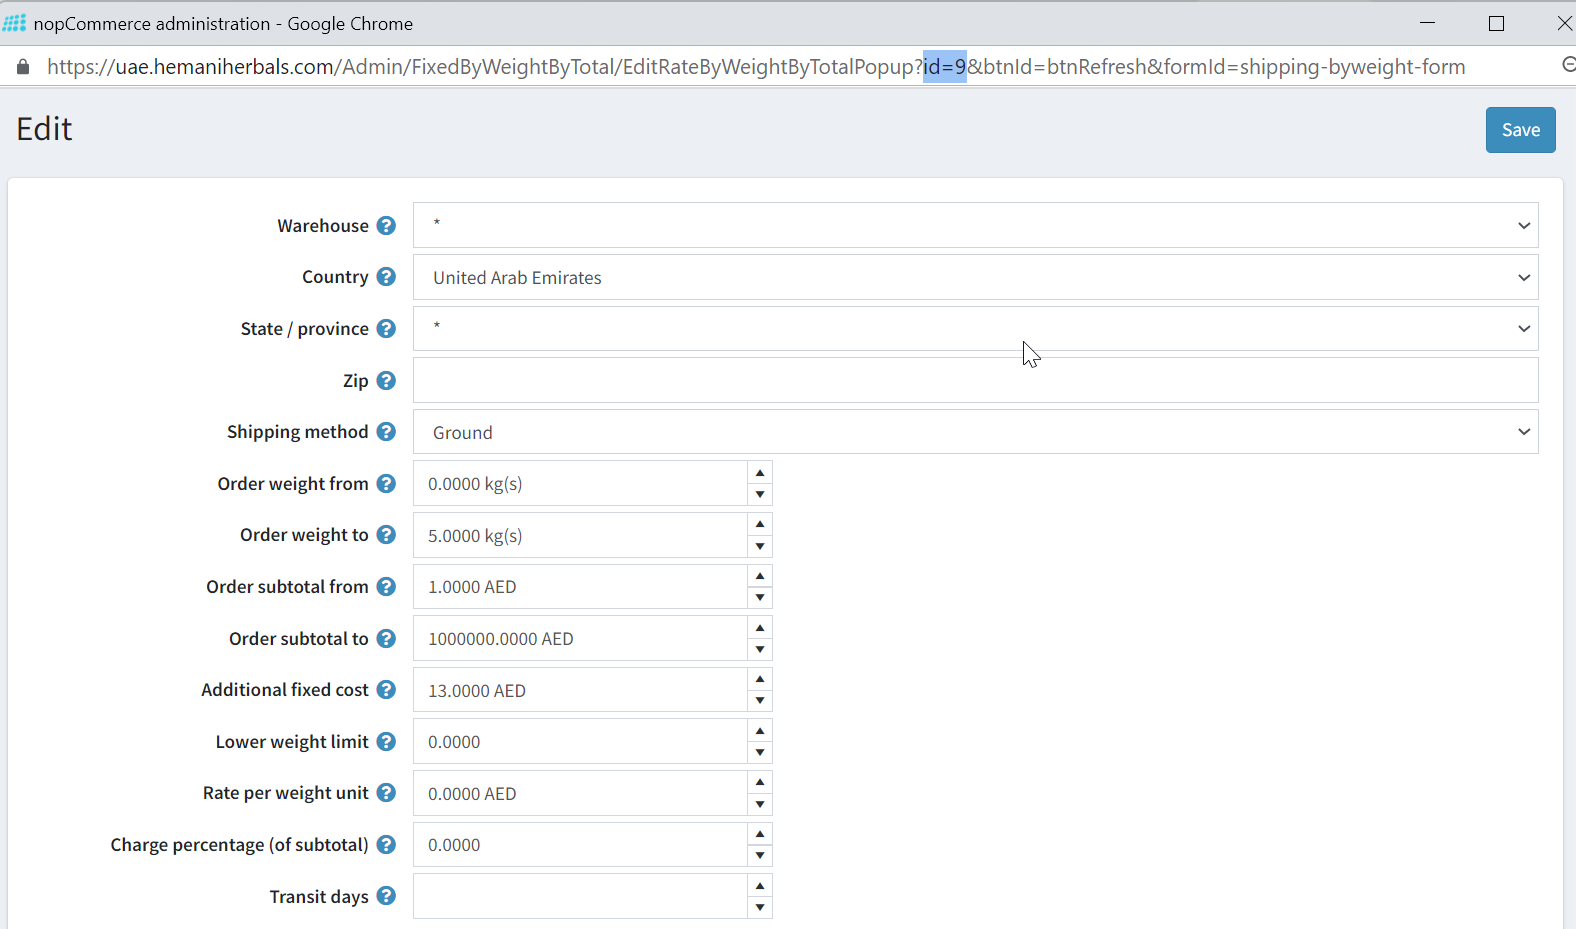 nopCommerce administration - Google Chrome
https://uae.hemaniherbals.com/Admin/FixedByWeightByTotal/EditRateByWeightByTotalPopup?id=9&btnId=btnRefresh&formId=shipping-byweight-form
Edit
Save
Warehouse ? *
Country ? United Arab Emirates
State / province ? *
Zip ?
Shipping method ? Ground
Order weight from ? 0.0000 kg(s)
Order weight to ? 5.0000 kg(s)
Order subtotal from ? 1.0000 AED
Order subtotal to ? 1000000.0000 AED
Additional fixed cost ? 13.0000 AED
Lower weight limit ? 0.0000
Rate per weight unit ? 0.0000 AED
Charge percentage (of subtotal) ? 0.0000
Transit days ?